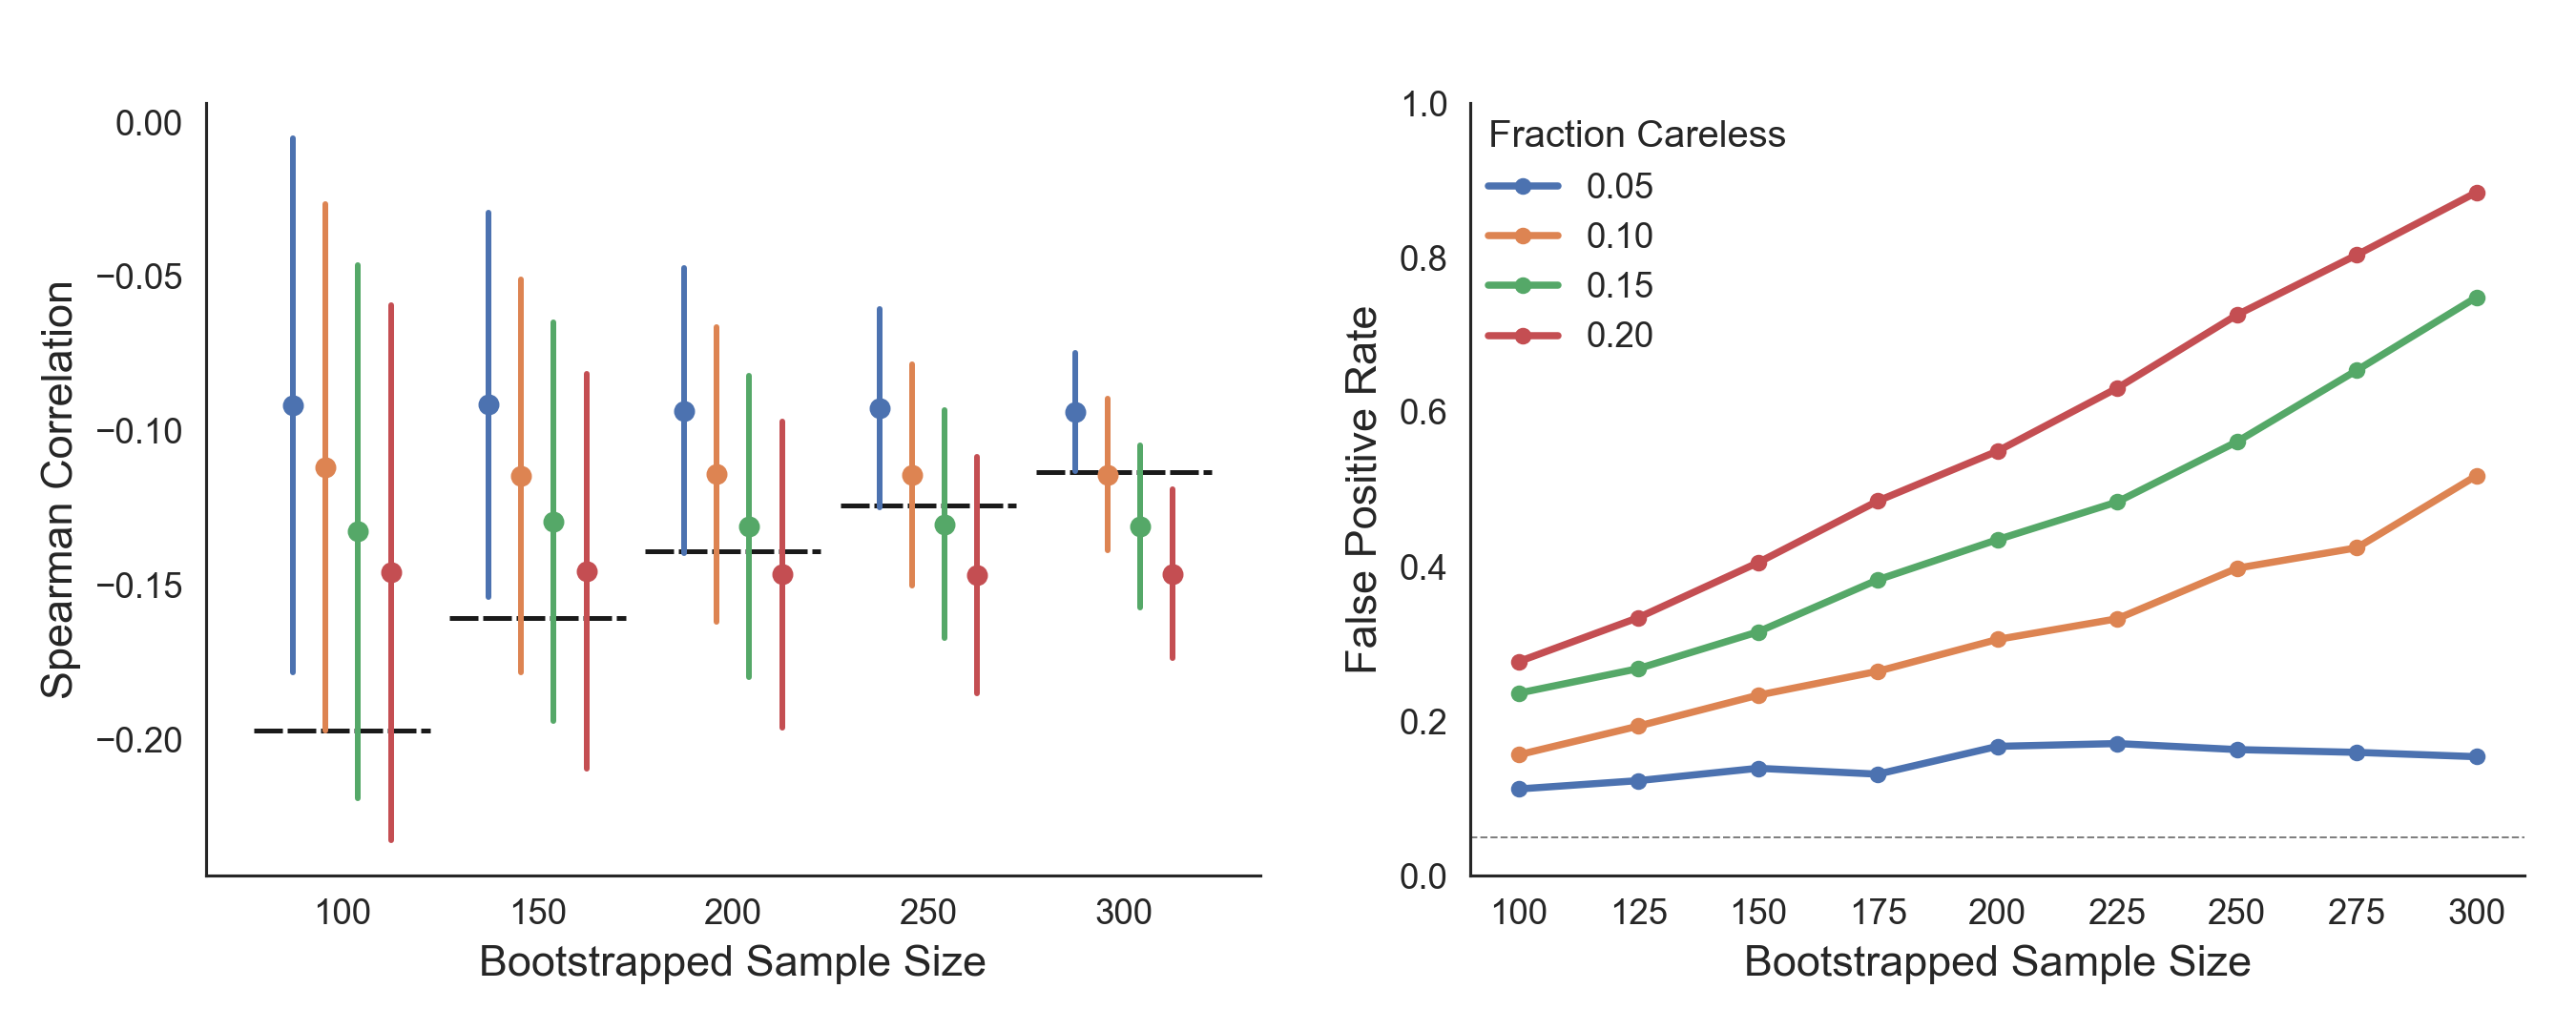 Spearman Correlation
0.00
−0.05
−0.10
−0.15
−0.20
100 150 200 250 300
Bootstrapped Sample Size
False Positive Rate
1.0
0.8
0.6
0.4
0.2
0.0
Fraction Careless
0.05
0.10
0.15
0.20
100 125 150 175 200 225 250 275 300
Bootstrapped Sample Size